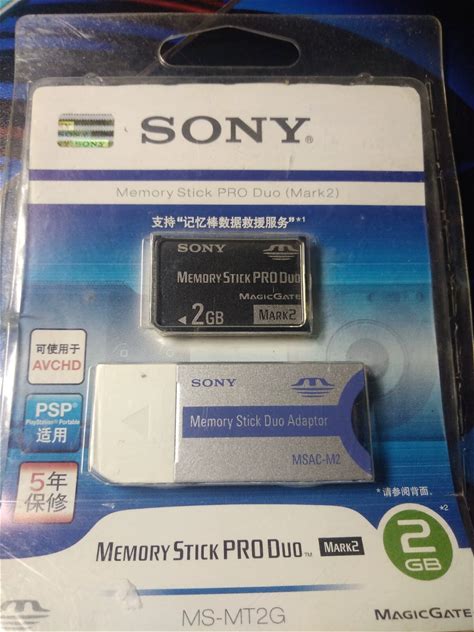 SONY
SONY®
Memory Stick PRO Duo (Mark2)
支持“记忆棒数据救援服务”*1
SONY
MEMORY STICK PRO DUO
MAGICGATE
2GB
MARK2
可使用于
AVCHD
PSP®
PlayStation® Portable
适用
5年
保修
SONY
Memory Stick Duo Adaptor
MSAC-M2
*请参阅背面。
MEMORY STICK PRO DUO™ MARK2
2 GB
*2
MS-MT2G
MAGICGATE